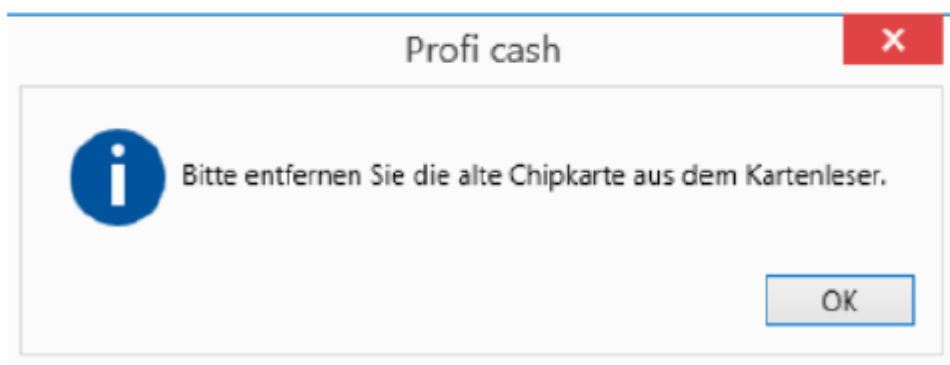 Profi cash
Bitte entfernen Sie die alte Chipkarte aus dem Kartenleser.
OK